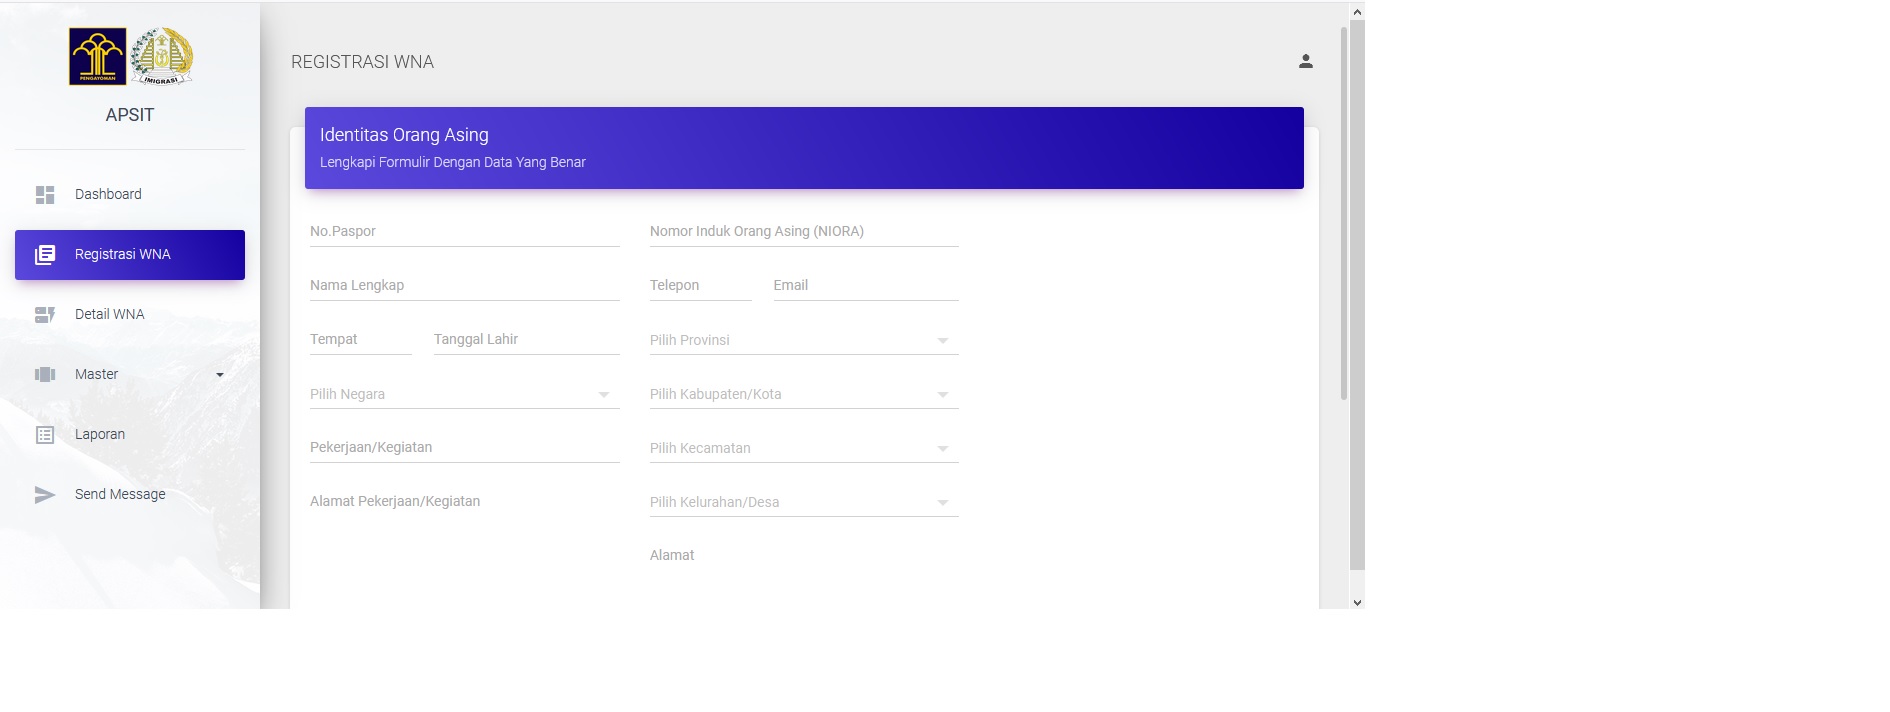 PENGAYOMAN
IMIGRASI
APSIT
Dashboard
Registrasi WNA
Detail WNA
Master
Laporan
Send Message
REGISTRASI WNA
Identitas Orang Asing
Lengkapi Formulir Dengan Data Yang Benar
No.Paspor
Nama Lengkap
Tempat Tanggal Lahir
Pilih Negara
Pekerjaan/Kegiatan
Alamat Pekerjaan/Kegiatan
Nomor Induk Orang Asing (NIORA)
Telepon Email
Pilih Provinsi
Pilih Kabupaten/Kota
Pilih Kecamatan
Pilih Kelurahan/Desa
Alamat